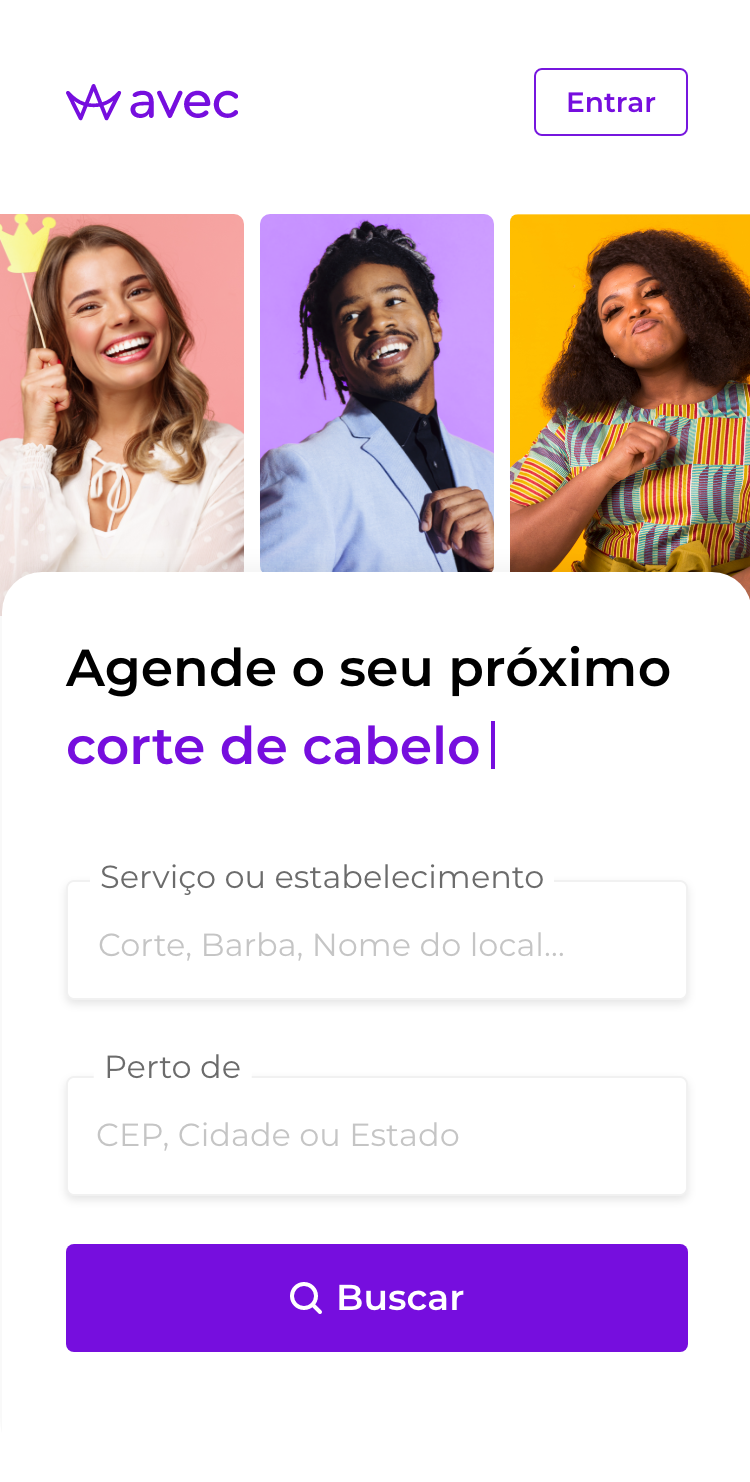 avec
Entrar
Agende o seu próximo
corte de cabelo
Serviço ou estabelecimento
Corte, Barba, Nome do local...
Perto de
CEP, Cidade ou Estado
Buscar